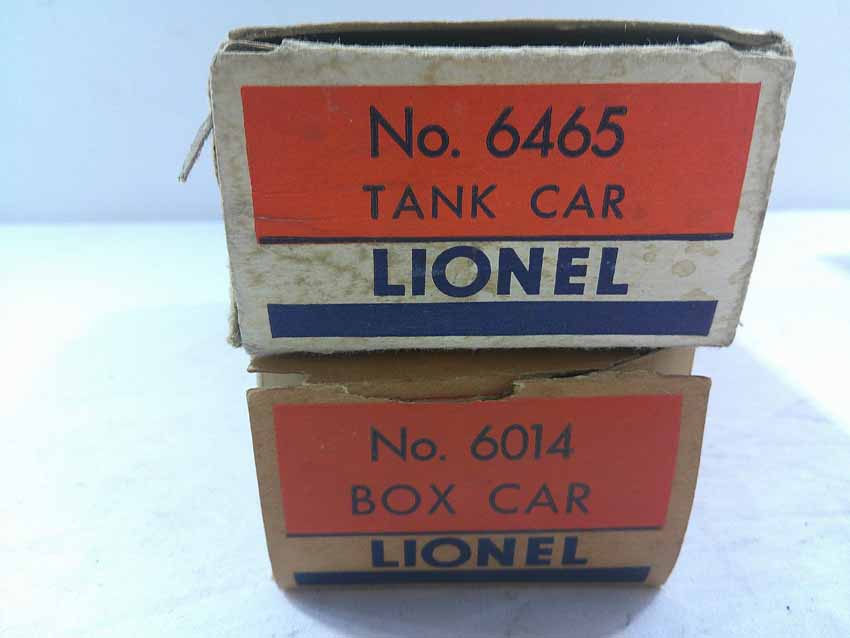 No. 6465
TANK CAR
LIONEL
No. 6014
BOX CAR
LIONEL